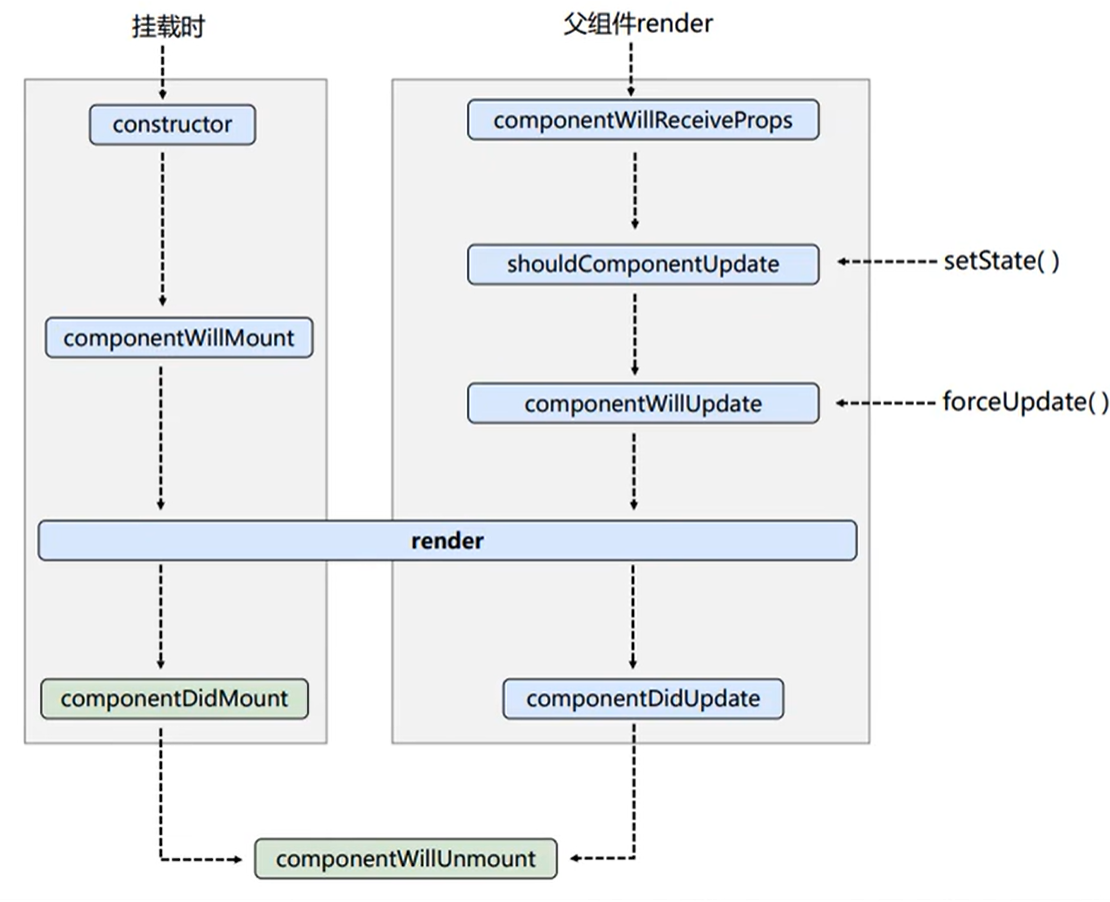 挂载时
constructor
componentWillMount
父组件render
componentWillReceiveProps
shouldComponentUpdate
setState( )
componentWillUpdate
forceUpdate( )
render
componentDidMount
componentDidUpdate
componentWillUnmount